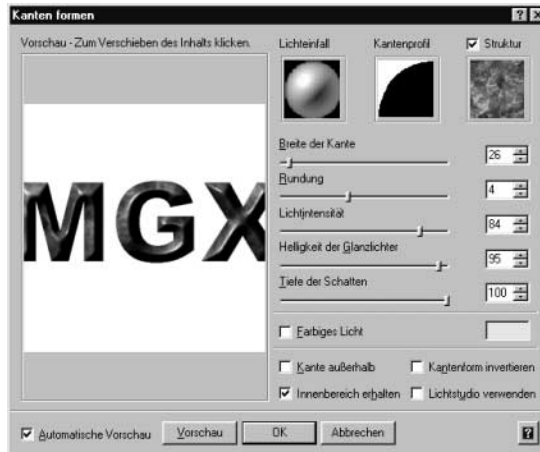 Kanten formen
Vorschau - Zum Verschieben des Inhalts klicken.
Lichteinfall
Kantenprofil
Struktur
MGX
Breite der Kante
26
Rundung
4
Lichtintensität
84
Helligkeit der Glanzlichter
95
Tiefe der Schatten
100
Farbiges Licht
Kante außerhalb
Kantenform invertieren
Innenbereich erhalten
Lichtstudio verwenden
Automatische Vorschau
Vorschau
OK
Abbrechen